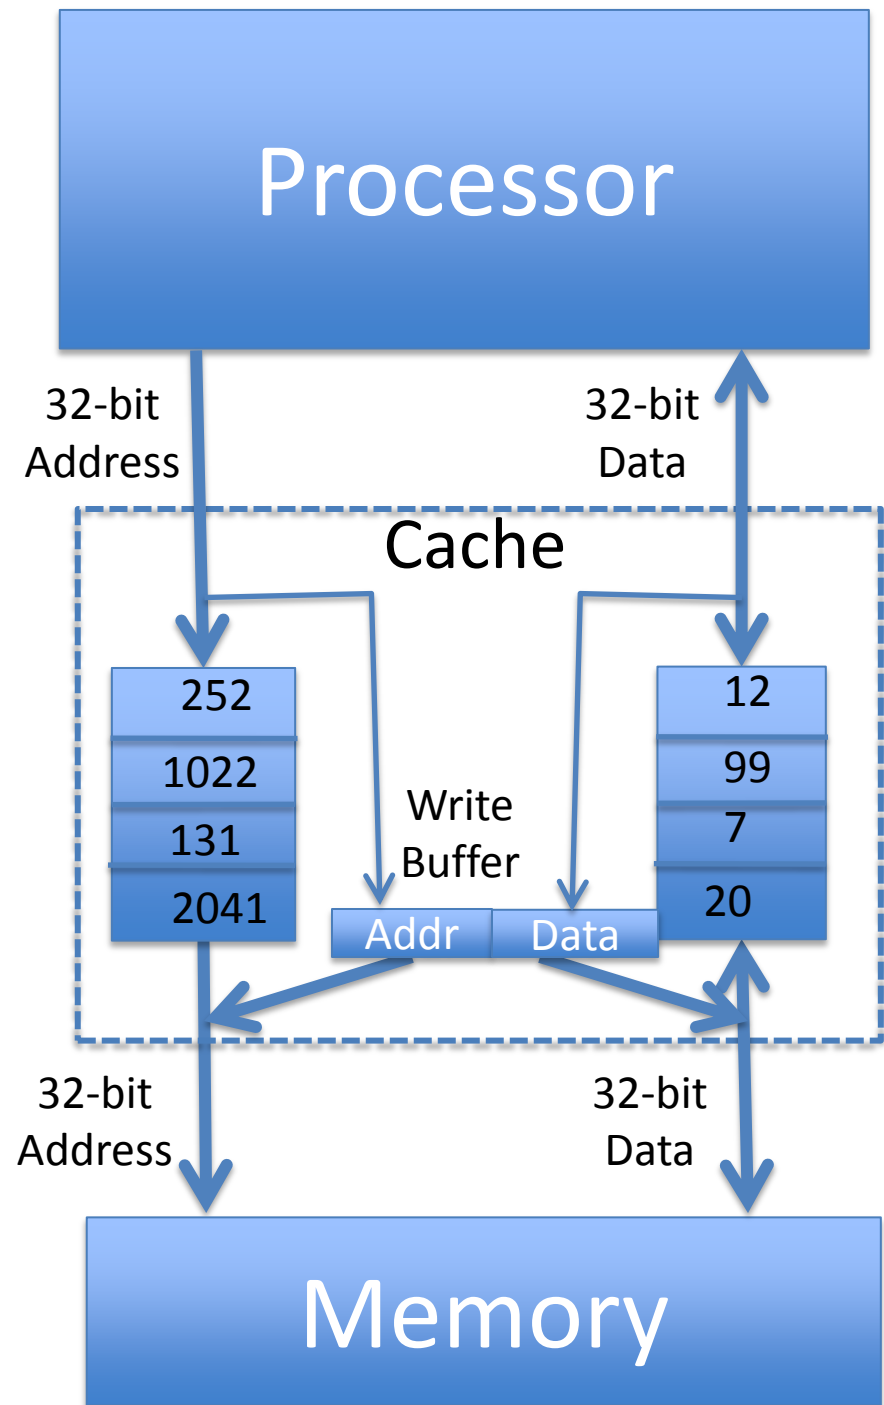 Processor
32-bit
Address
32-bit
Data
Cache
252
1022
131
2041
12
99
7
20
Write
Buffer
Addr
Data
32-bit
Address
32-bit
Data
Memory